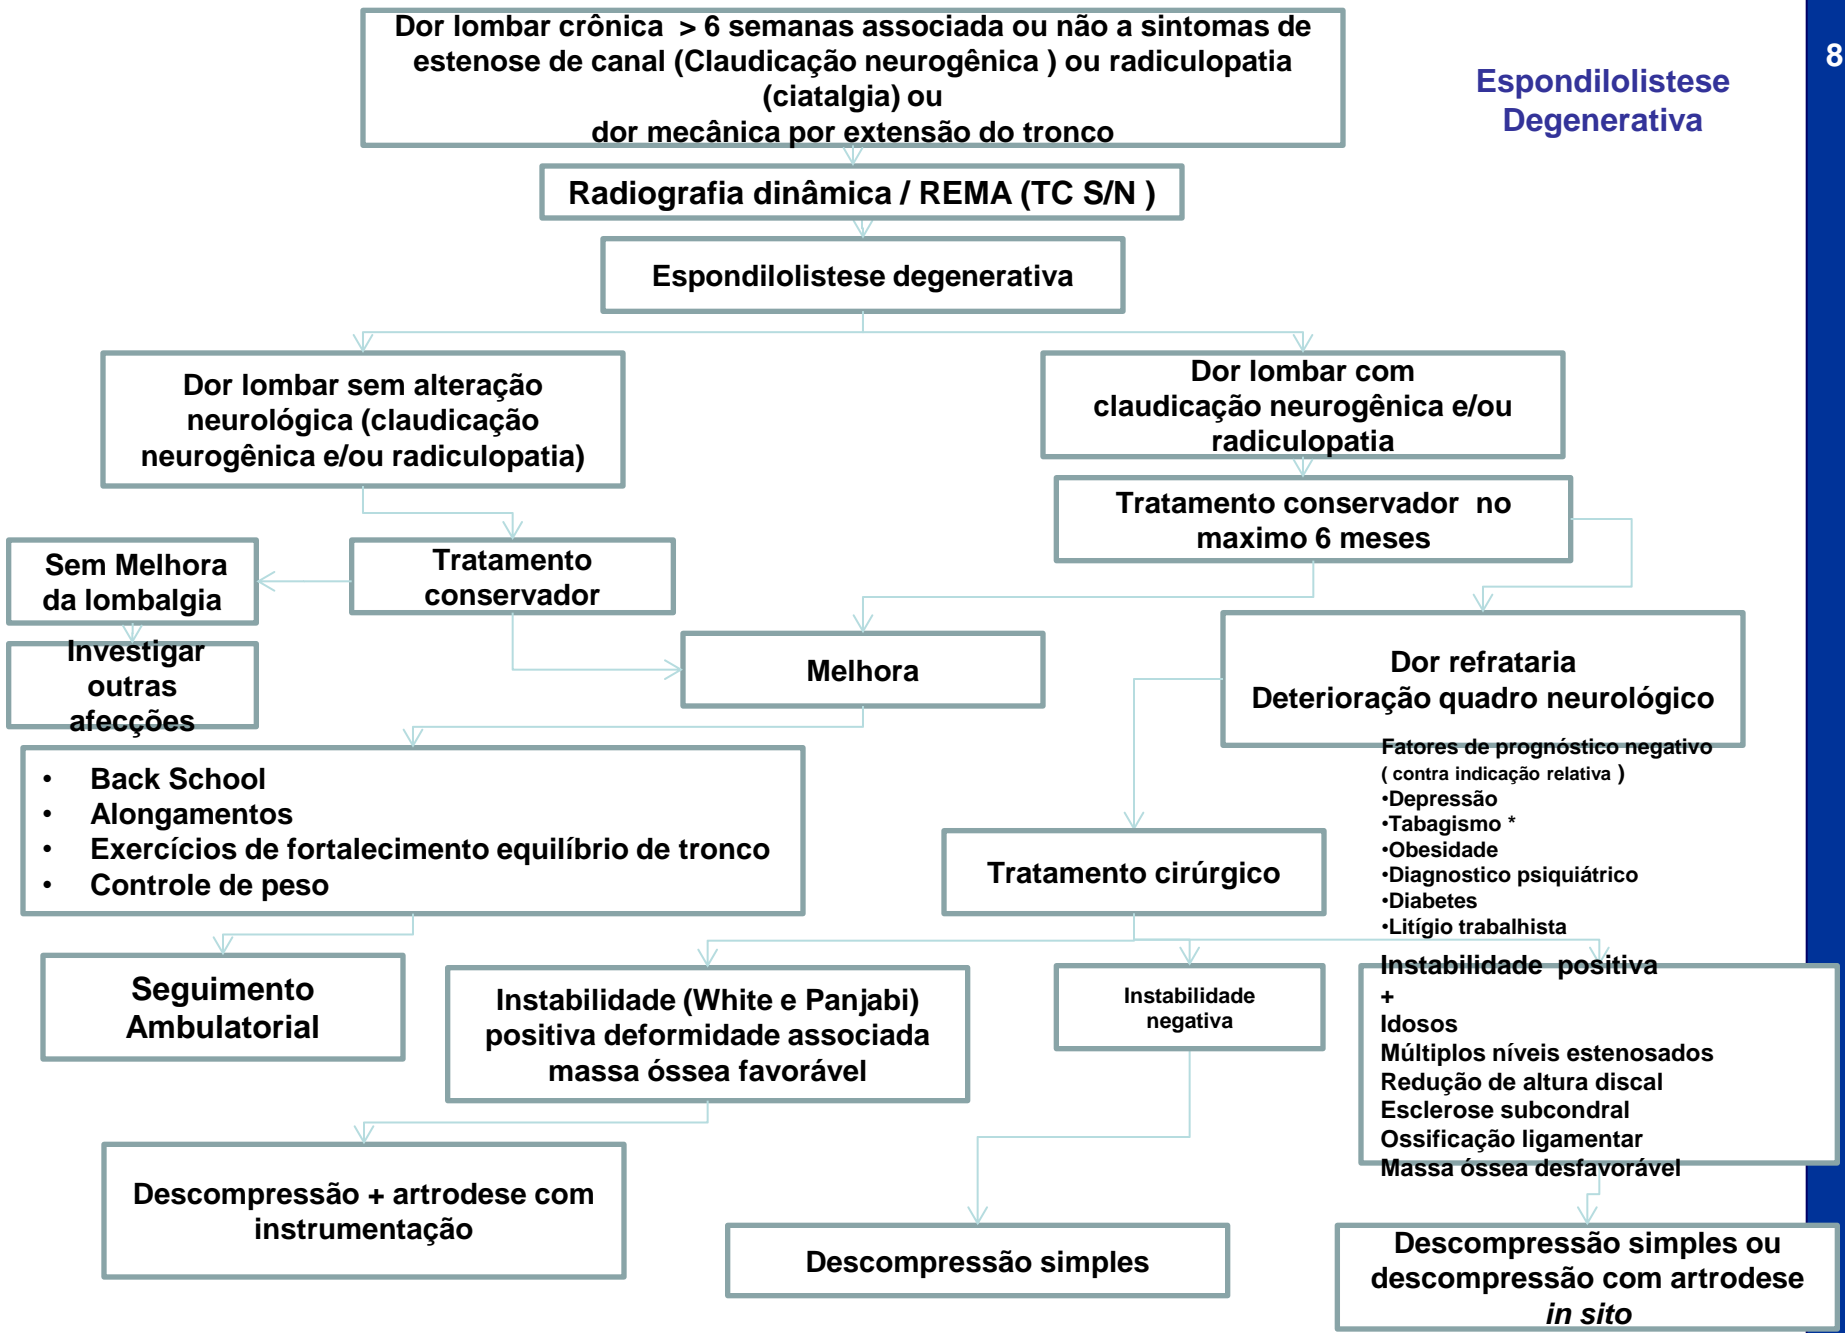 Dor lombar crônica > 6 semanas associada ou não a sintomas de
estenose de canal (Claudicação neurogênica ) ou radiculopatia
(ciatalgia) ou
dor mecânica por extensão do tronco
8
Espondilolistese
Degenerativa
Radiografia dinâmica / REMA (TC S/N )
Espondilolistese degenerativa
Dor lombar sem alteração
neurológica (claudicação
neurogênica e/ou radiculopatia)
Dor lombar com
claudicação neurogênica e/ou
radiculopatia
Tratamento conservador no
maximo 6 meses
Sem Melhora
da lombalgia
Tratamento
conservador
Investigar
outras
afecções
Melhora
Dor refrataria
Deterioração quadro neurológico
• Back School
• Alongamentos
• Exercícios de fortalecimento equilíbrio de tronco
• Controle de peso
Fatores de prognóstico negativo
( contra indicação relativa )
•Depressão
•Tabagismo *
•Obesidade
•Diagnostico psiquiátrico
•Diabetes
•Litígio trabalhista
Tratamento cirúrgico
Seguimento
Ambulatorial
Instabilidade (White e Panjabi)
positiva deformidade associada
massa óssea favorável
Instabilidade
negativa
Instabilidade positiva
+
Idosos
Múltiplos níveis estenosados
Redução de altura discal
Esclerose subcondral
Ossificação ligamentar
Massa óssea desfavorável
Descompressão + artrodese com
instrumentação
Descompressão simples
Descompressão simples ou
descompressão com artrodese
in sito